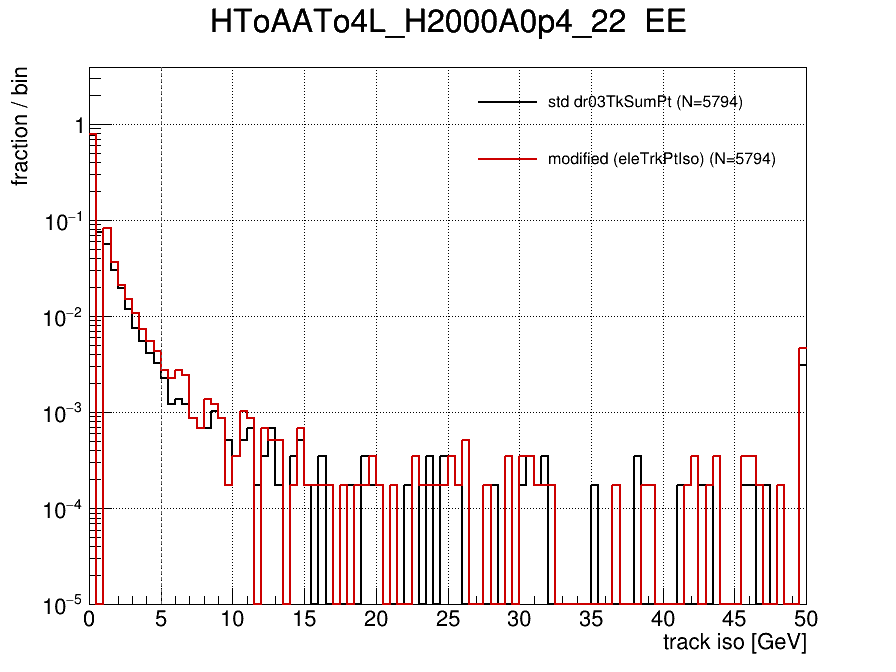 HToAATo4L_H2000A0p4_22 EE
fraction / bin
std dr03TkSumPt (N=5794)
modified (eleTrkPtIso) (N=5794)
1
10−1
10−2
10−3
10−4
10−5
0 5 10 15 20 25 30 35 40 45 50
track iso [GeV]